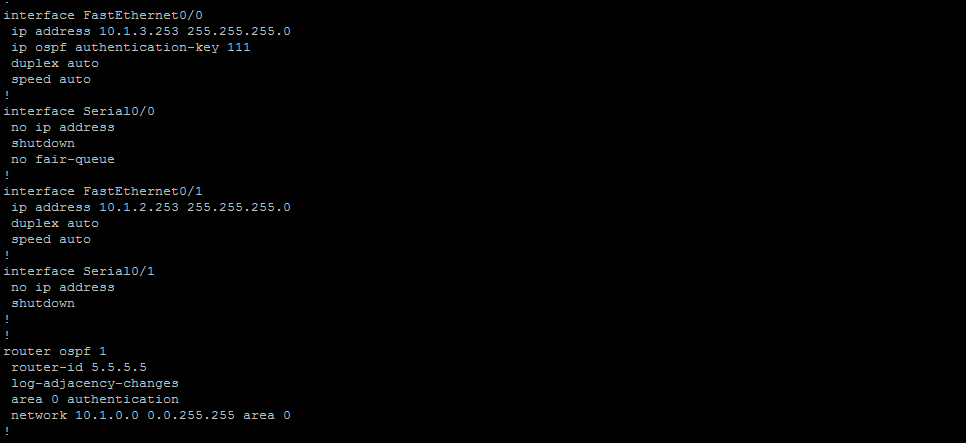 !
interface FastEthernet0/0
 ip address 10.1.3.253 255.255.255.0
 ip ospf authentication-key 111
 duplex auto
 speed auto
!
interface Serial0/0
 no ip address
 shutdown
 no fair-queue
!
interface FastEthernet0/1
 ip address 10.1.2.253 255.255.255.0
 duplex auto
 speed auto
!
interface Serial0/1
 no ip address
 shutdown
!
!
router ospf 1
 router-id 5.5.5.5
 log-adjacency-changes
 area 0 authentication
 network 10.1.0.0 0.0.255.255 area 0
!